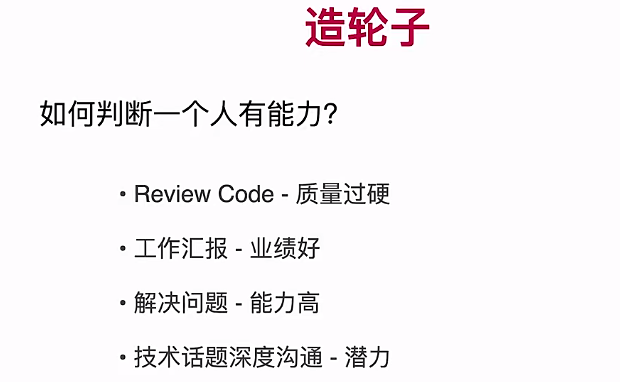 造轮子
如何判断一个人有能力?
• Review Code - 质量过硬
• 工作汇报 - 业绩好
• 解决问题 - 能力高
• 技术话题深度沟通 - 潜力